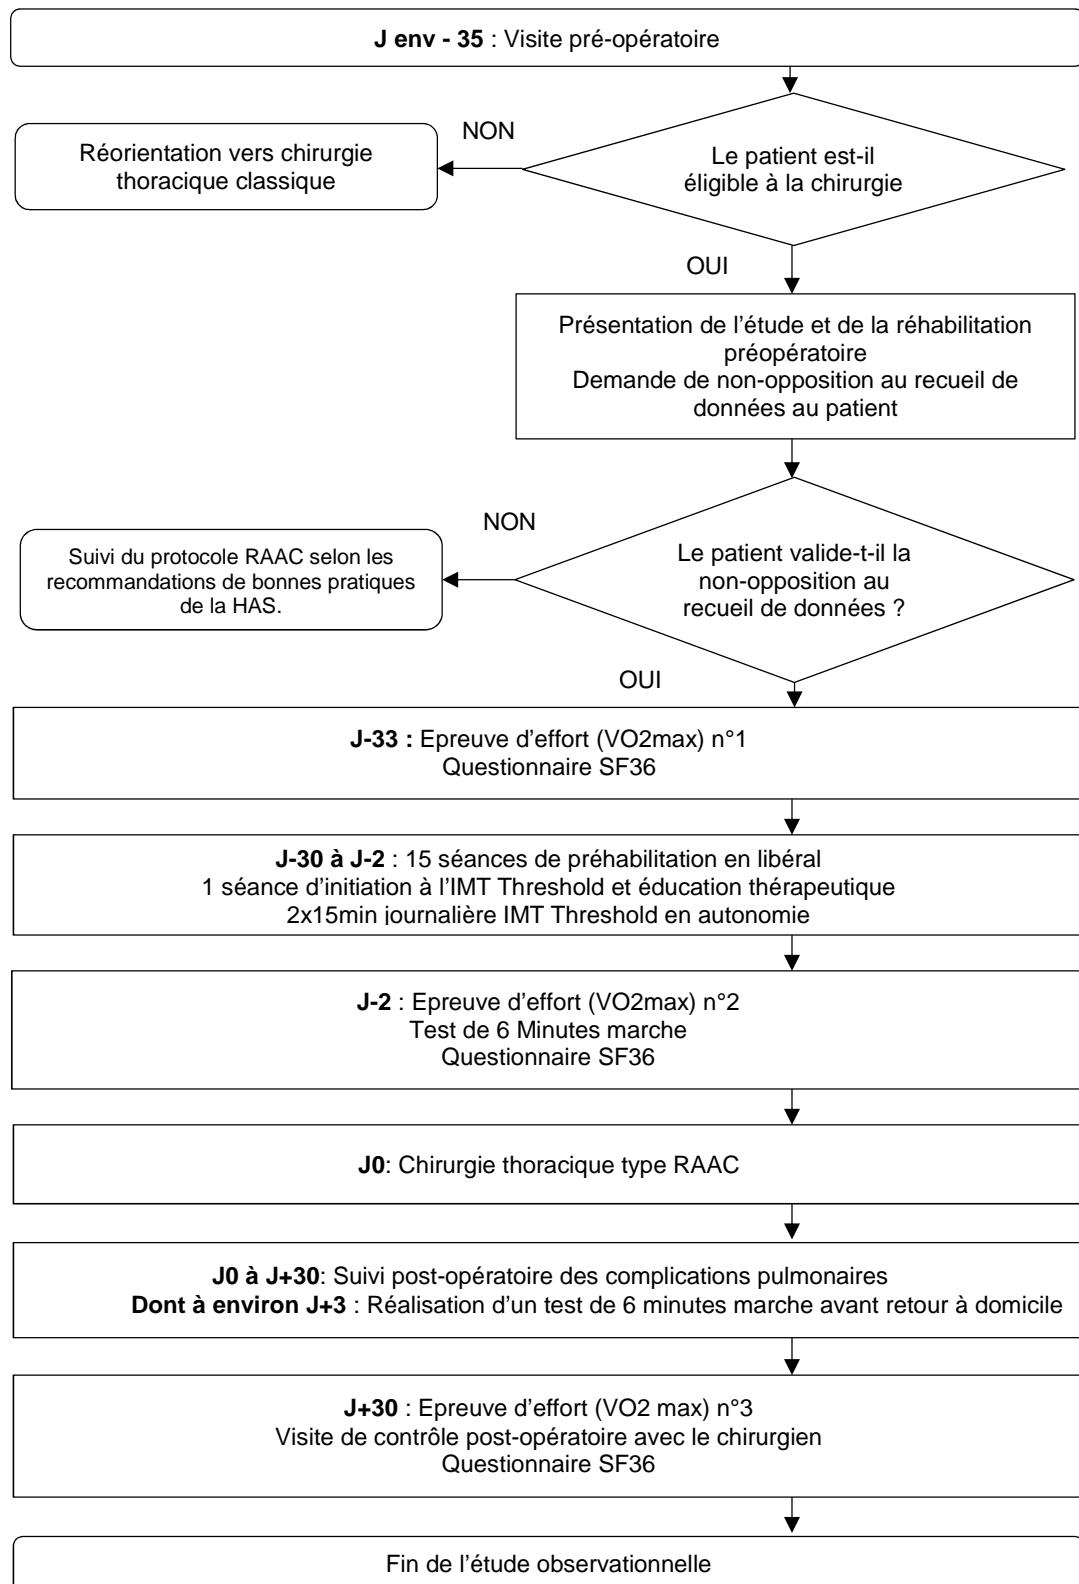 J env - 35 : Visite pré-opératoire
NON
Réorientation vers chirurgie
thoracique classique
Le patient est-il
éligible à la chirurgie
OUI
Présentation de l’étude et de la réhabilitation
préopératoire
Demande de non-opposition au recueil de
données au patient
NON
Suivi du protocole RAAC selon les
recommandations de bonnes pratiques
de la HAS.
Le patient valide-t-il la
non-opposition au
recueil de données ?
OUI
J-33 : Epreuve d’effort (VO2max) n°1
Questionnaire SF36
J-30 à J-2 : 15 séances de préhabilitation en libéral
1 séance d’initiation à l’IMT Threshold et éducation thérapeutique
2x15min journalière IMT Threshold en autonomie
J-2 : Epreuve d’effort (VO2max) n°2
Test de 6 Minutes marche
Questionnaire SF36
J0: Chirurgie thoracique type RAAC
J0 à J+30: Suivi post-opératoire des complications pulmonaires
Dont à environ J+3 : Réalisation d’un test de 6 minutes marche avant retour à domicile
J+30 : Epreuve d’effort (VO2 max) n°3
Visite de contrôle post-opératoire avec le chirurgien
Questionnaire SF36
Fin de l’étude observationnelle